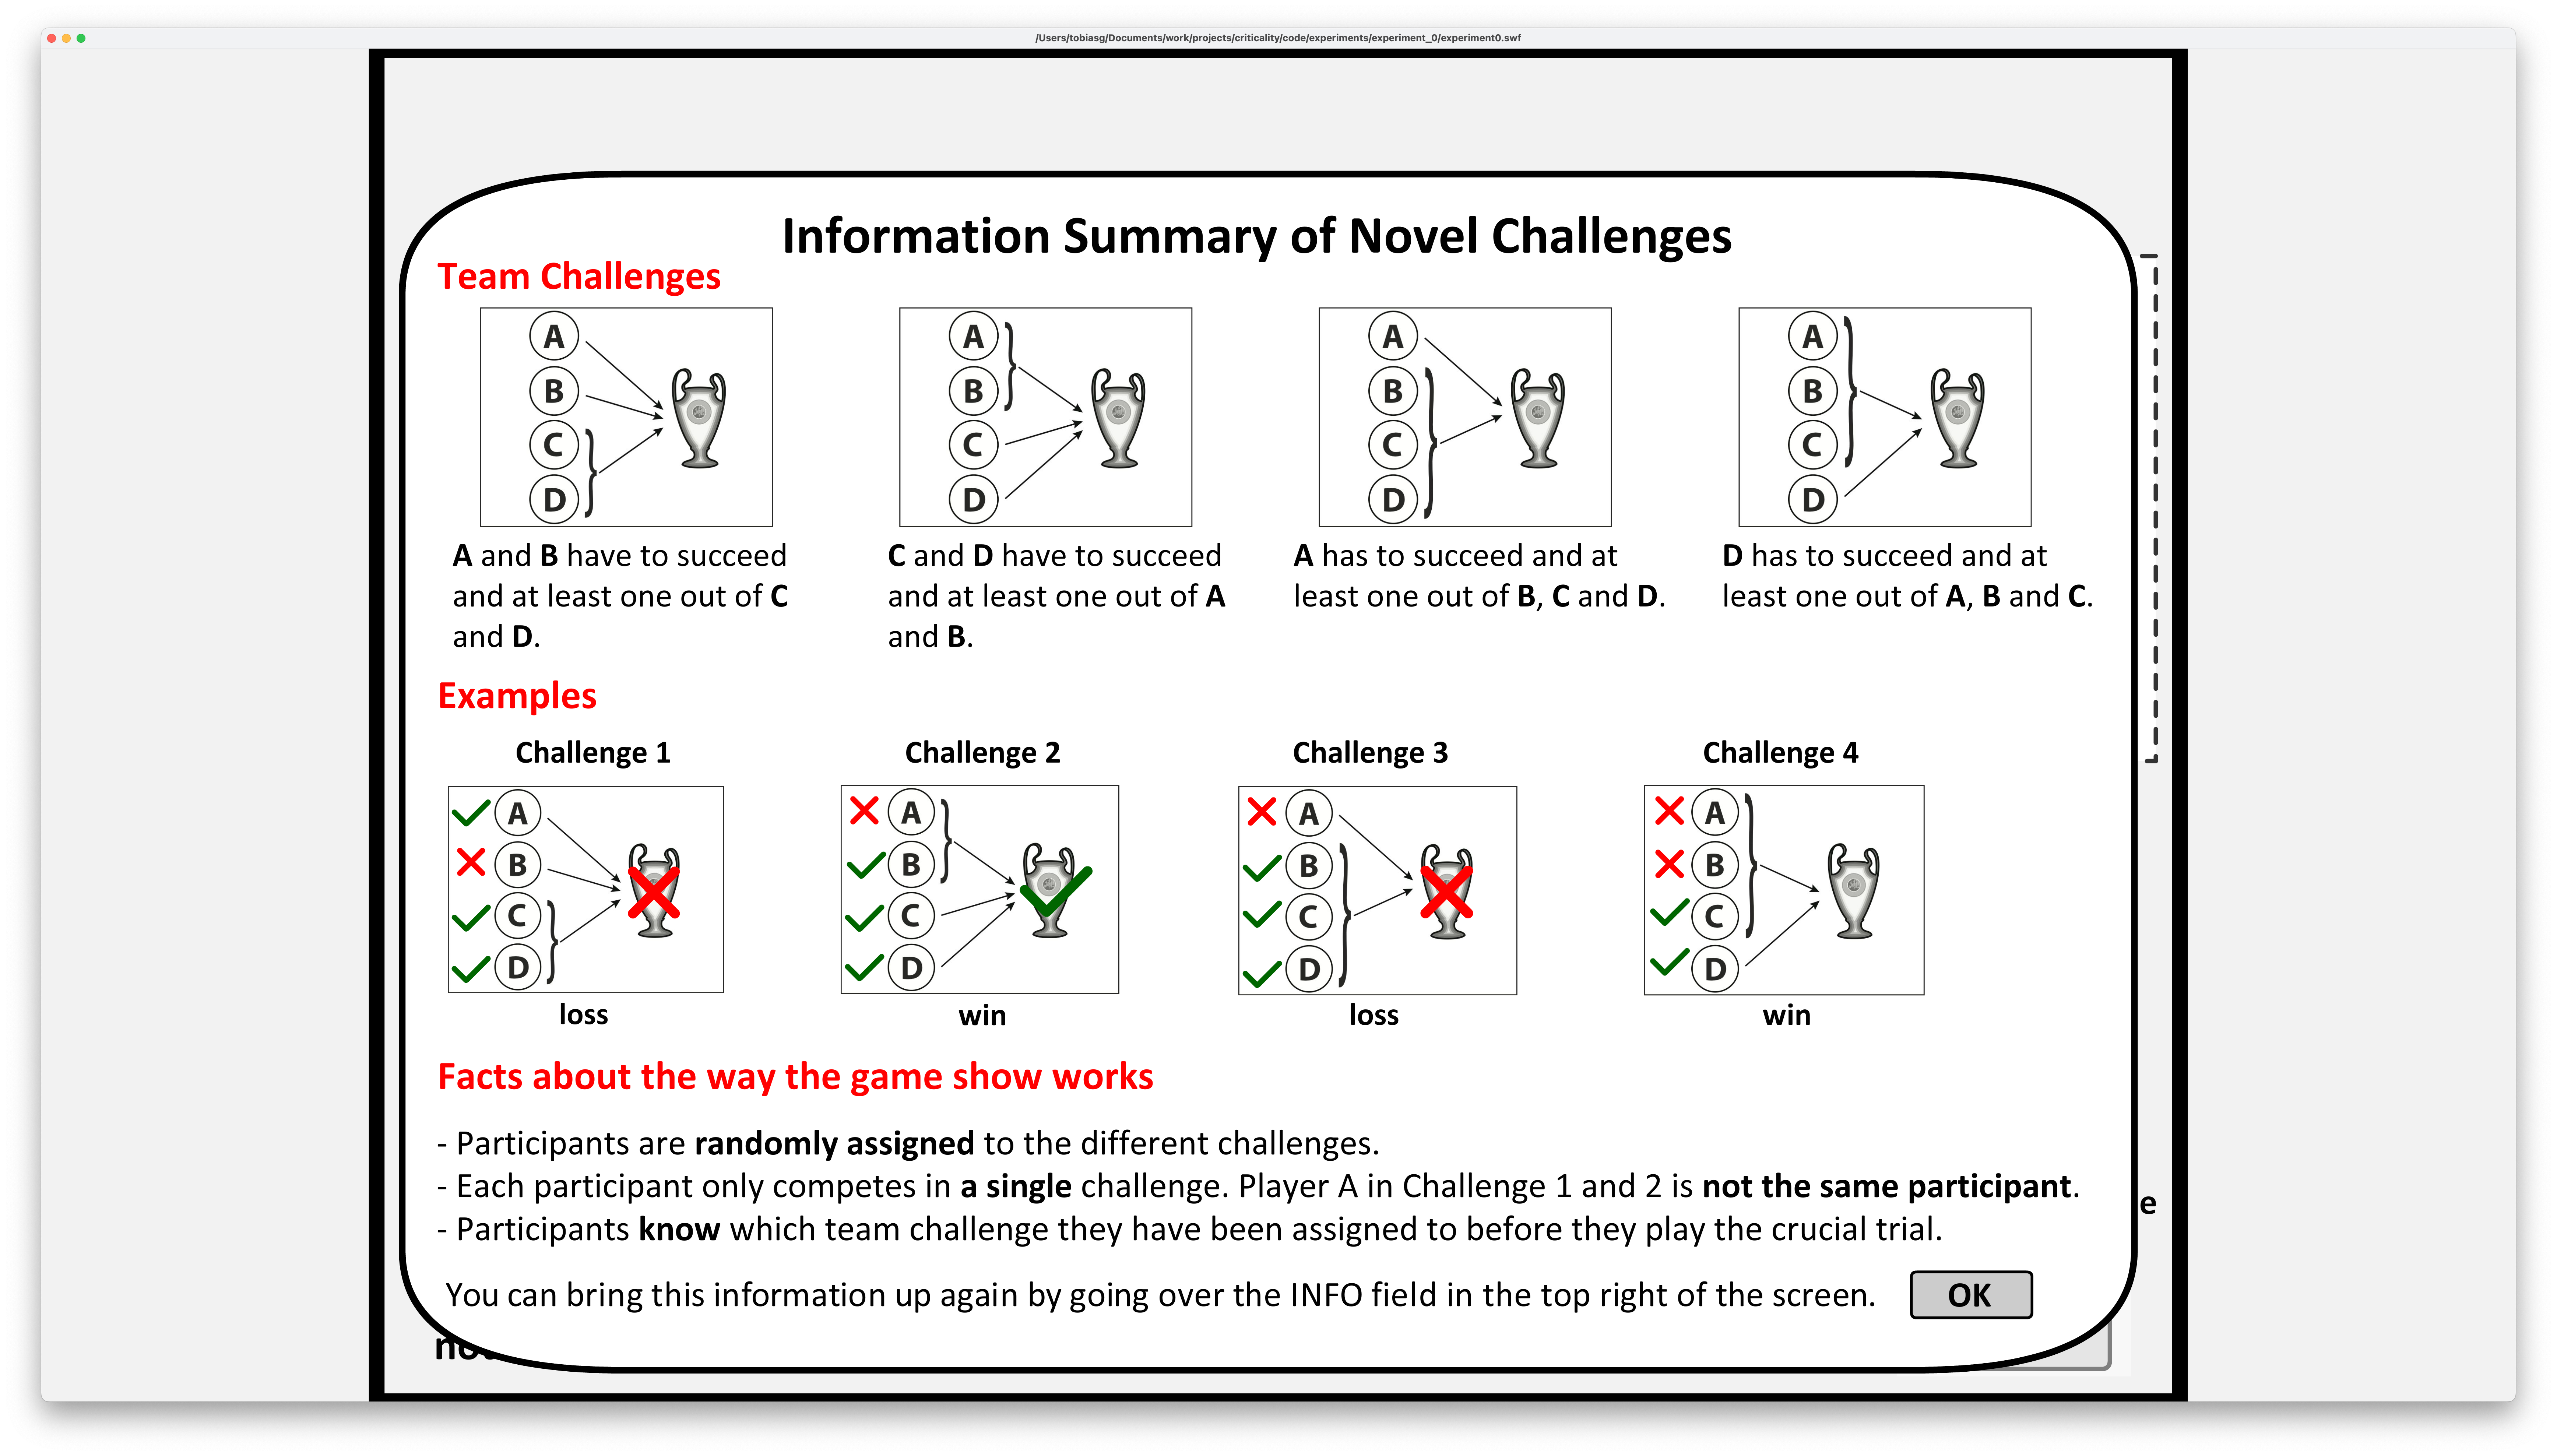 /Users/tobiasg/Documents/work/projects/criticality/code/experiments/experiment_0/experiment0.swf
Information Summary of Novel Challenges
Team Challenges
A
B
C
D
A
B
C
D
A
B
C
D
A
B
C
D
A and B have to succeed
and at least one out of C
and D.
C and D have to succeed
and at least one out of A
and B.
A has to succeed and at
least one out of B, C and D.
D has to succeed and at
least one out of A, B and C.
Examples
Challenge 1
A
B
C
D
loss
Challenge 2
A
B
C
D
win
Challenge 3
A
B
C
D
loss
Challenge 4
A
B
C
D
win
Facts about the way the game show works
- Participants are randomly assigned to the different challenges.
- Each participant only competes in a single challenge. Player A in Challenge 1 and 2 is not the same participant.
- Participants know which team challenge they have been assigned to before they play the crucial trial.
You can bring this information up again by going over the INFO field in the top right of the screen.
OK
e